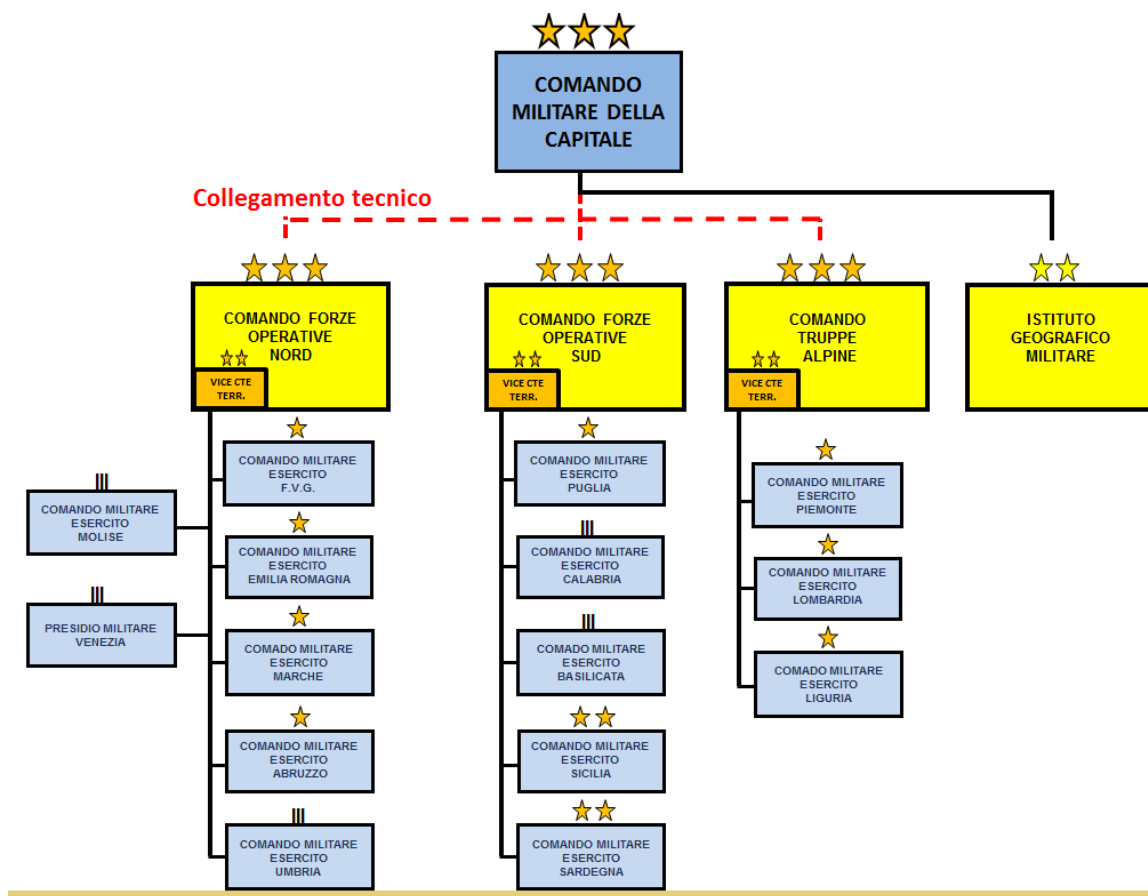 COMANDO
MILITARE DELLA
CAPITALE
Collegamento tecnico
COMANDO FORZE
OPERATIVE
NORD
VICE CTE
TERR.
COMANDO FORZE
OPERATIVE
SUD
VICE CTE
TERR.
COMANDO
TRUPPE
ALPINE
VICE CTE
TERR.
ISTITUTO
GEOGRAFICO
MILITARE
COMANDO MILITARE
ESERCITO
MOLISE
PRESIDIO MILITARE
VENEZIA
COMANDO MILITARE
ESERCITO
F.V.G.
COMANDO MILITARE
ESERCITO
EMILIA ROMAGNA
COMADO MILITARE
ESERCITO
MARCHE
COMANDO MILITARE
ESERCITO
ABRUZZO
COMANDO MILITARE
ESERCITO
UMBRIA
COMANDO MILITARE
ESERCITO
PUGLIA
COMANDO MILITARE
ESERCITO
CALABRIA
COMADO MILITARE
ESERCITO
BASILICATA
COMANDO MILITARE
ESERCITO
SICILIA
COMANDO MILITARE
ESERCITO
SARDEGNA
COMANDO MILITARE
ESERCITO
PIEMONTE
COMANDO MILITARE
ESERCITO
LOMBARDIA
COMADO MILITARE
ESERCITO
LIGURIA